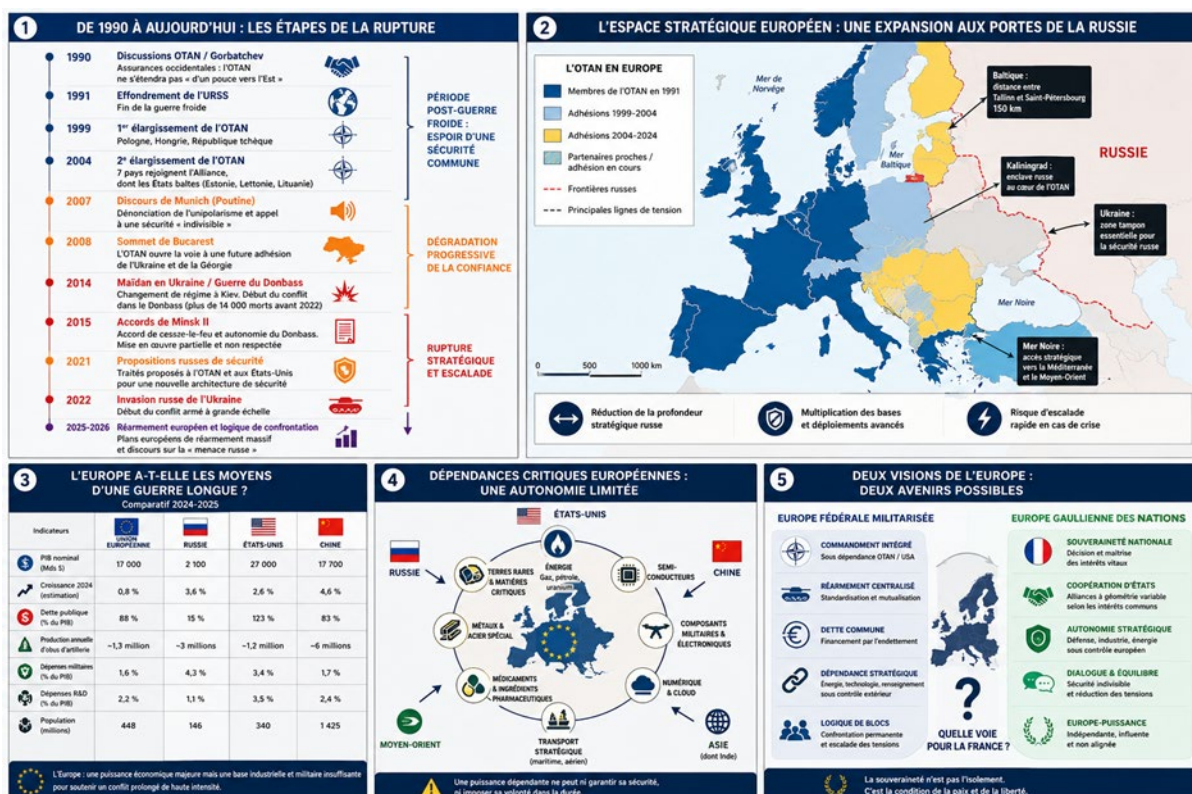 1
DE 1990 À AUJOURD'HUI : LES ÉTAPES DE LA RUPTURE
1990
Discussions OTAN / Gorbatchev
Assurances occidentales : l'OTAN
ne s'étendra pas « d'un pouce vers l'Est »
1991
Effondrement de l'URSS
Fin de la guerre froide
1999
1er élargissement de l'OTAN
Pologne, Hongrie, République tchèque
2004
2e élargissement de l'OTAN
7 pays rejoignent l'Alliance,
dont les États baltes (Estonie, Lettonie, Lituanie)
2007
Discours de Munich (Poutine)
Dénonciation de l'unipolarisme et appel
à une sécurité « indivisible »
2008
Sommet de Bucarest
L'OTAN ouvre la voie à une future adhésion
de l'Ukraine et de la Géorgie
2014
Maïdan en Ukraine / Guerre du Donbass
Changement de régime à Kiev. Début du conflit
dans le Donbass (plus de 14 000 morts avant 2022)
2015
Accords de Minsk II
Accord de cessez-le-feu et autonomie du Donbass.
Mise en œuvre partielle et non respectée
2021
Propositions russes de sécurité
Traités proposés à l'OTAN et aux États-Unis
pour une nouvelle architecture de sécurité
2022
Invasion russe de l'Ukraine
Début du conflit armé à grande échelle
2025-2026
Réarmement européen et logique de confrontation
Plans européens de réarmement massif
et discours sur la « menace russe »
PÉRIODE
POST-GUERRE
FROIDE :
ESPOIR D'UNE
SÉCURITÉ
COMMUNE
DÉGRADATION
PROGRESSIVE
DE LA CONFIANCE
RUPTURE
STRATÉGIQUE
ET ESCALADE
2
L'ESPACE STRATÉGIQUE EUROPÉEN : UNE EXPANSION AUX PORTES DE LA RUSSIE
L'OTAN EN EUROPE
Membres de l'OTAN en 1991
Adhésions 1999-2004
Adhésions 2004-2024
Partenaires proches /
adhésion en cours
Frontières russes
Principales lignes de tension
Mer de
Norvège
Mer
Baltique
Mer Noire
RUSSIE
Baltique :
distance entre
Tallinn et Saint-Pétersbourg
150 km
Kaliningrad :
enclave russe
au cœur de l'OTAN
Ukraine :
zone tampon
essentielle pour
la sécurité russe
Mer Noire :
accès stratégique
vers la Méditerranée
et le Moyen-Orient
0 500 1000 km
Réduction de la profondeur
stratégique russe
Multiplication des bases
et déploiements avancés
Risque d'escalade
rapide en cas de crise
3
L'EUROPE A-T-ELLE LES MOYENS
D'UNE GUERRE LONGUE ?
Comparatif 2024-2025
Indicateurs
UNION
EUROPÉENNE
RUSSIE
ÉTATS-UNIS
CHINE
PIB nominal
(Mds $)
17 000 2 100 27 000 17 700
Croissance 2024
(estimation)
0,8 % 3,6 % 2,6 % 4,6 %
Dette publique
(% du PIB)
88 % 15 % 123 % 83 %
Production annuelle
d'obus d'artillerie
~1,3 million ~3 millions ~1,2 million ~6 millions
Dépenses militaires
(% du PIB)
1,6 % 4,3 % 3,4 % 1,7 %
Dépenses R&D
(% du PIB)
2,2 % 1,1 % 3,5 % 2,4 %
Population
(millions)
448 146 340 1 425
L'Europe : une puissance économique majeure mais une base industrielle et militaire insuffisante
pour soutenir un conflit prolongé de haute intensité.
4
DÉPENDANCES CRITIQUES EUROPÉENNES :
UNE AUTONOMIE LIMITÉE
ÉTATS-UNIS
RUSSIE
CHINE
MOYEN-ORIENT
ASIE
(dont Inde)
ÉNERGIE
Gaz, pétrole,
uranium
SEMI-
CONDUCTEURS
COMPOSANTS
MILITAIRES &
ÉLECTRONIQUES
NUMÉRIQUE
& CLOUD
TRANSPORT
STRATÉGIQUE
(maritime, aérien)
MÉDICAMENTS
& INGRÉDIENTS
PHARMACEUTIQUES
MÉTAUX &
ACIER SPÉCIAL
TERRES RARES
& MATIÈRES
CRITIQUES
Une puissance dépendante ne peut ni garantir sa sécurité,
ni imposer sa volonté dans la durée.
5
DEUX VISIONS DE L'EUROPE :
DEUX AVENIRS POSSIBLES
EUROPE FÉDÉRALE MILITARISÉE
COMMANDEMENT INTÉGRÉ
Sous dépendance OTAN / USA
RÉARMEMENT CENTRALISÉ
Standardisation et mutualisation
DETTE COMMUNE
Financement par l'endettement
DÉPENDANCE STRATÉGIQUE
Énergie, technologie, renseignement
sous contrôle extérieur
LOGIQUE DE BLOCS
Confrontation permanente
et escalade des tensions
?
QUELLE VOIE
POUR LA FRANCE ?
EUROPE GAULLIENNE DES NATIONS
SOUVERAINETÉ NATIONALE
Décision et maîtrise
des intérêts vitaux
COOPÉRATION D'ÉTATS
Alliances à géométrie variable
selon les intérêts communs
AUTONOMIE STRATÉGIQUE
Défense, industrie, énergie
sous contrôle européen
DIALOGUE & ÉQUILIBRE
Sécurité indivisible
et réduction des tensions
EUROPE-PUISSANCE
Indépendante, influente
et non alignée
La souveraineté n'est pas l'isolement.
C'est la condition de la paix et de la liberté.